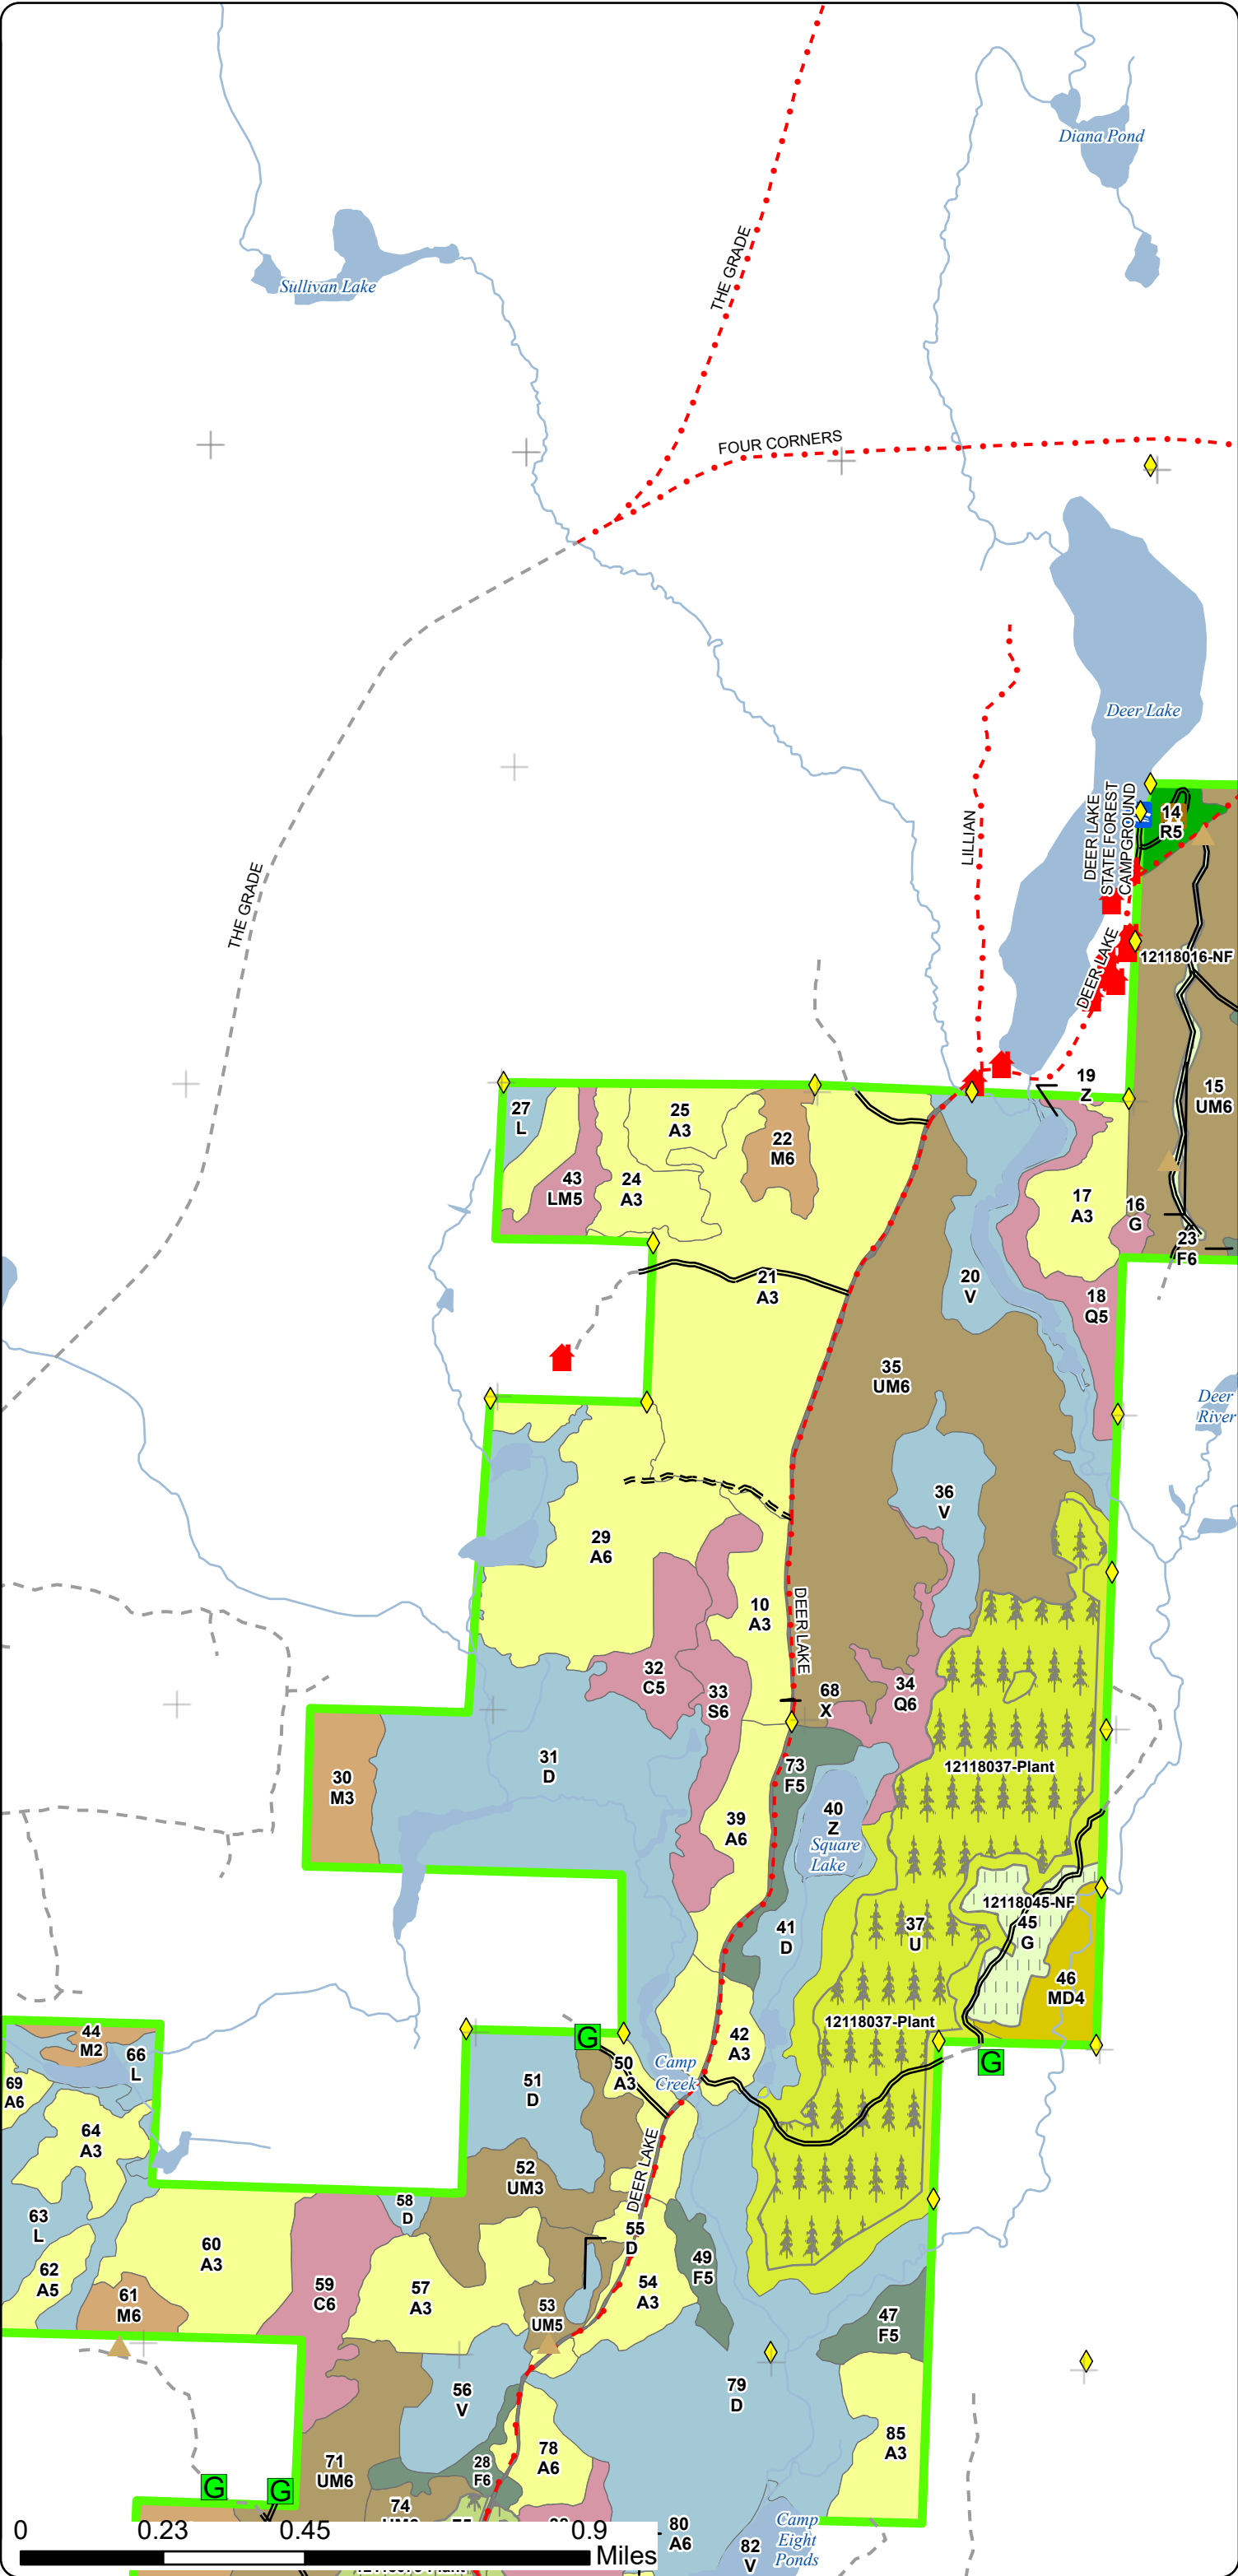 Diana Pond
Sullivan Lake
THE GRADE
FOUR CORNERS
Deer Lake
LILLIAN
DEER LAKE
STATE FOREST
CAMPGROUND
14
R5
THE GRADE
DEER LAKE
12118016-NF
19
Z
15
UM6
27
L
25
A3
22
M6
43
LM5
24
A3
17
A3
16
G
23
F6
21
A3
20
V
18
Q5
35
UM6
Deer
River
36
V
29
A6
10
A3
DEER LAKE
32
C5
33
S6
68
X
34
Q6
31
D
30
M3
73
F5
12118037-Plant
39
A6
40
Z
Square
Lake
12118045-NF
45
G
37
U
41
D
46
MD4
12118037-Plant
44
M2
66
L
G
42
A3
G
50
A3
Camp
Creek
51
D
69
A6
64
A3
DEER LAKE
52
UM3
58
D
63
L
60
A3
55
D
49
F5
62
A5
61
M6
59
C6
57
A3
54
A3
53
UM5
47
F5
56
V
79
D
85
A3
78
A6
71
UM6
28
F6
G
G
74
80
A6
82
V
Camp
Eight
Ponds
0
0.23
0.45
0.9
Miles